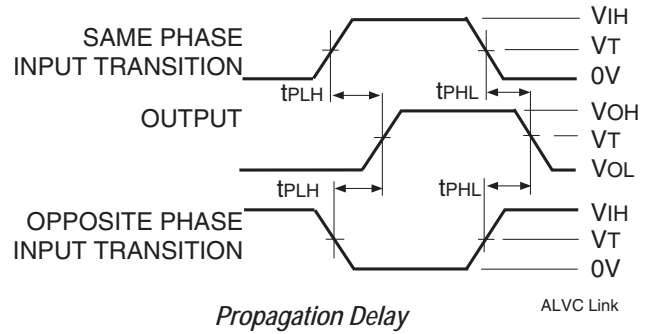 SAME PHASE
INPUT TRANSITION
VIH
VT
0V
tPLH
tPHL
OUTPUT
VOH
VT
VOL
tPLH
tPHL
OPPOSITE PHASE
INPUT TRANSITION
VIH
VT
0V
Propagation Delay
ALVC Link